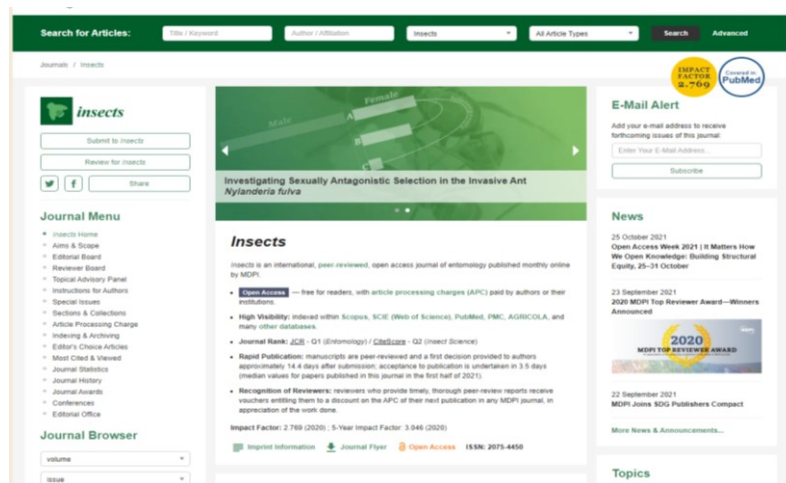 Search for Articles:
Title / Keyword
Author / Affiliation
Insects
All Article Types
Search
Advanced
Journals / Insects
IMPACT
FACTOR
2.769
Covered in:
PubMed
insects
Submit to Insects
Review for Insects
Share
Journal Menu
Insects Home
Aims & Scope
Editorial Board
Reviewer Board
Topical Advisory Panel
Instructions for Authors
Special Issues
Sections & Collections
Article Processing Charge
Indexing & Archiving
Editor's Choice Articles
Most Cited & Viewed
Journal Statistics
Journal History
Journal Awards
Conferences
Editorial Office
Journal Browser
volume
issue
Female
Male
A
B
C
Investigating Sexually Antagonistic Selection in the Invasive Ant
Nylanderia fulva
Insects
Insects is an international, peer-reviewed, open access journal of entomology published monthly online
by MDPI.
Open Access — free for readers, with article processing charges (APC) paid by authors or their
institutions.
High Visibility: indexed within Scopus, SCIE (Web of Science), PubMed, PMC, AGRICOLA, and
many other databases.
Journal Rank: JCR - Q1 (Entomology) / CiteScore - Q2 (Insect Science)
Rapid Publication: manuscripts are peer-reviewed and a first decision provided to authors
approximately 14.4 days after submission; acceptance to publication is undertaken in 3.5 days
(median values for papers published in this journal in the first half of 2021).
Recognition of Reviewers: reviewers who provide timely, thorough peer-review reports receive
vouchers entitling them to a discount on the APC of their next publication in any MDPI journal, in
appreciation of the work done.
Impact Factor: 2.769 (2020) ; 5-Year Impact Factor: 3.046 (2020)
Imprint Information
Journal Flyer
Open Access
ISSN: 2075-4450
E-Mail Alert
Add your e-mail address to receive
forthcoming issues of this journal:
Enter Your E-Mail Address...
Subscribe
News
25 October 2021
Open Access Week 2021 | It Matters How
We Open Knowledge: Building Structural
Equity, 25–31 October
23 September 2021
2020 MDPI Top Reviewer Award—Winners
Announced
2020
MDPI TOP REVIEWER AWARD
22 September 2021
MDPI Joins SDG Publishers Compact
More News & Announcements...
Topics